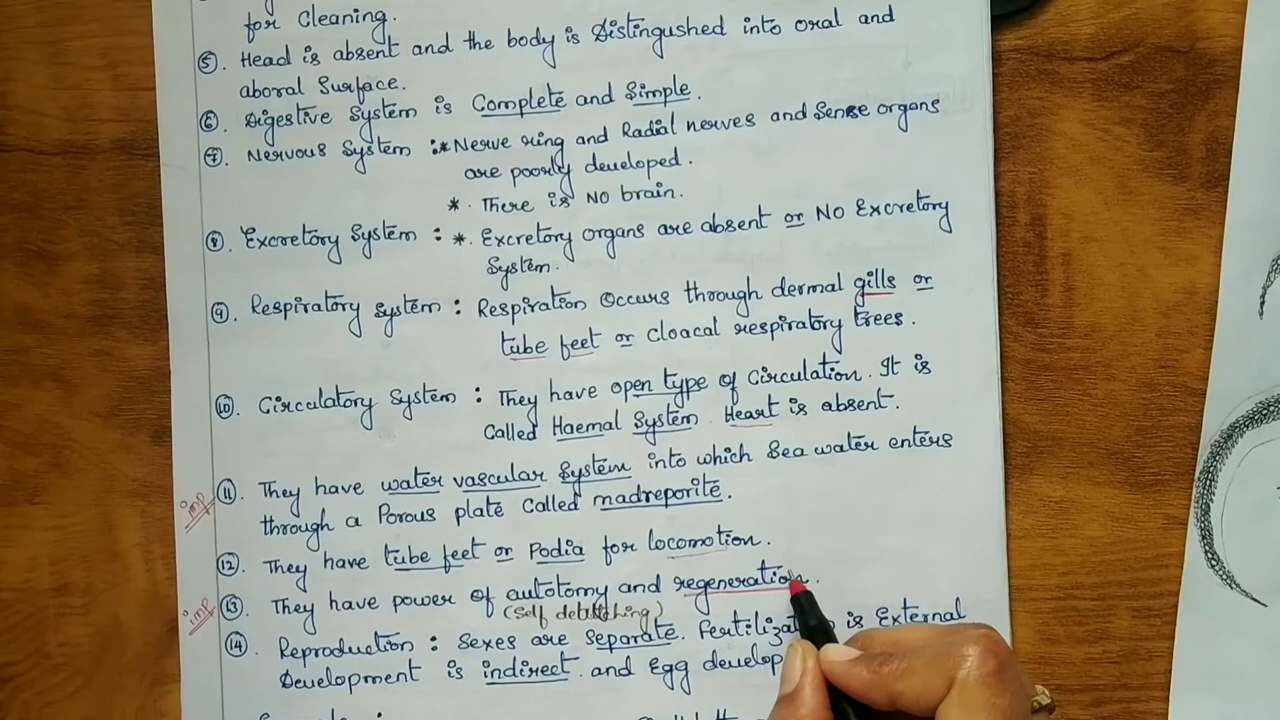 for Cleaning.
5. Head is absent and the body is Distingushed into oral and
aboral Surface.
6. Digestive System is Complete and Simple.
7. Nervous System :* Nerve ring and Radial nerves and Sense organs
are poorly developed.
* There is No brain.
8. Excretory System : *. Excretory organs are absent or No Excretory
System.
9. Respiratory system : Respiration Occurs through dermal gills or
tube feet or Cloacal respiratory trees.
10. Circulatory System : They have open type of Circulation. It is
Called Haemal System. Heart is absent.
imp 11. They have water vascular System into which Sea water enters
through a Porous plate Called madreporite.
12. They have tube feet or Podia for locomotion.
imp 13. They have power of autotomy and regeneration.
(Self detatching)
14. Reproduction : Sexes are Separate. is External
Development is indirect. and Egg